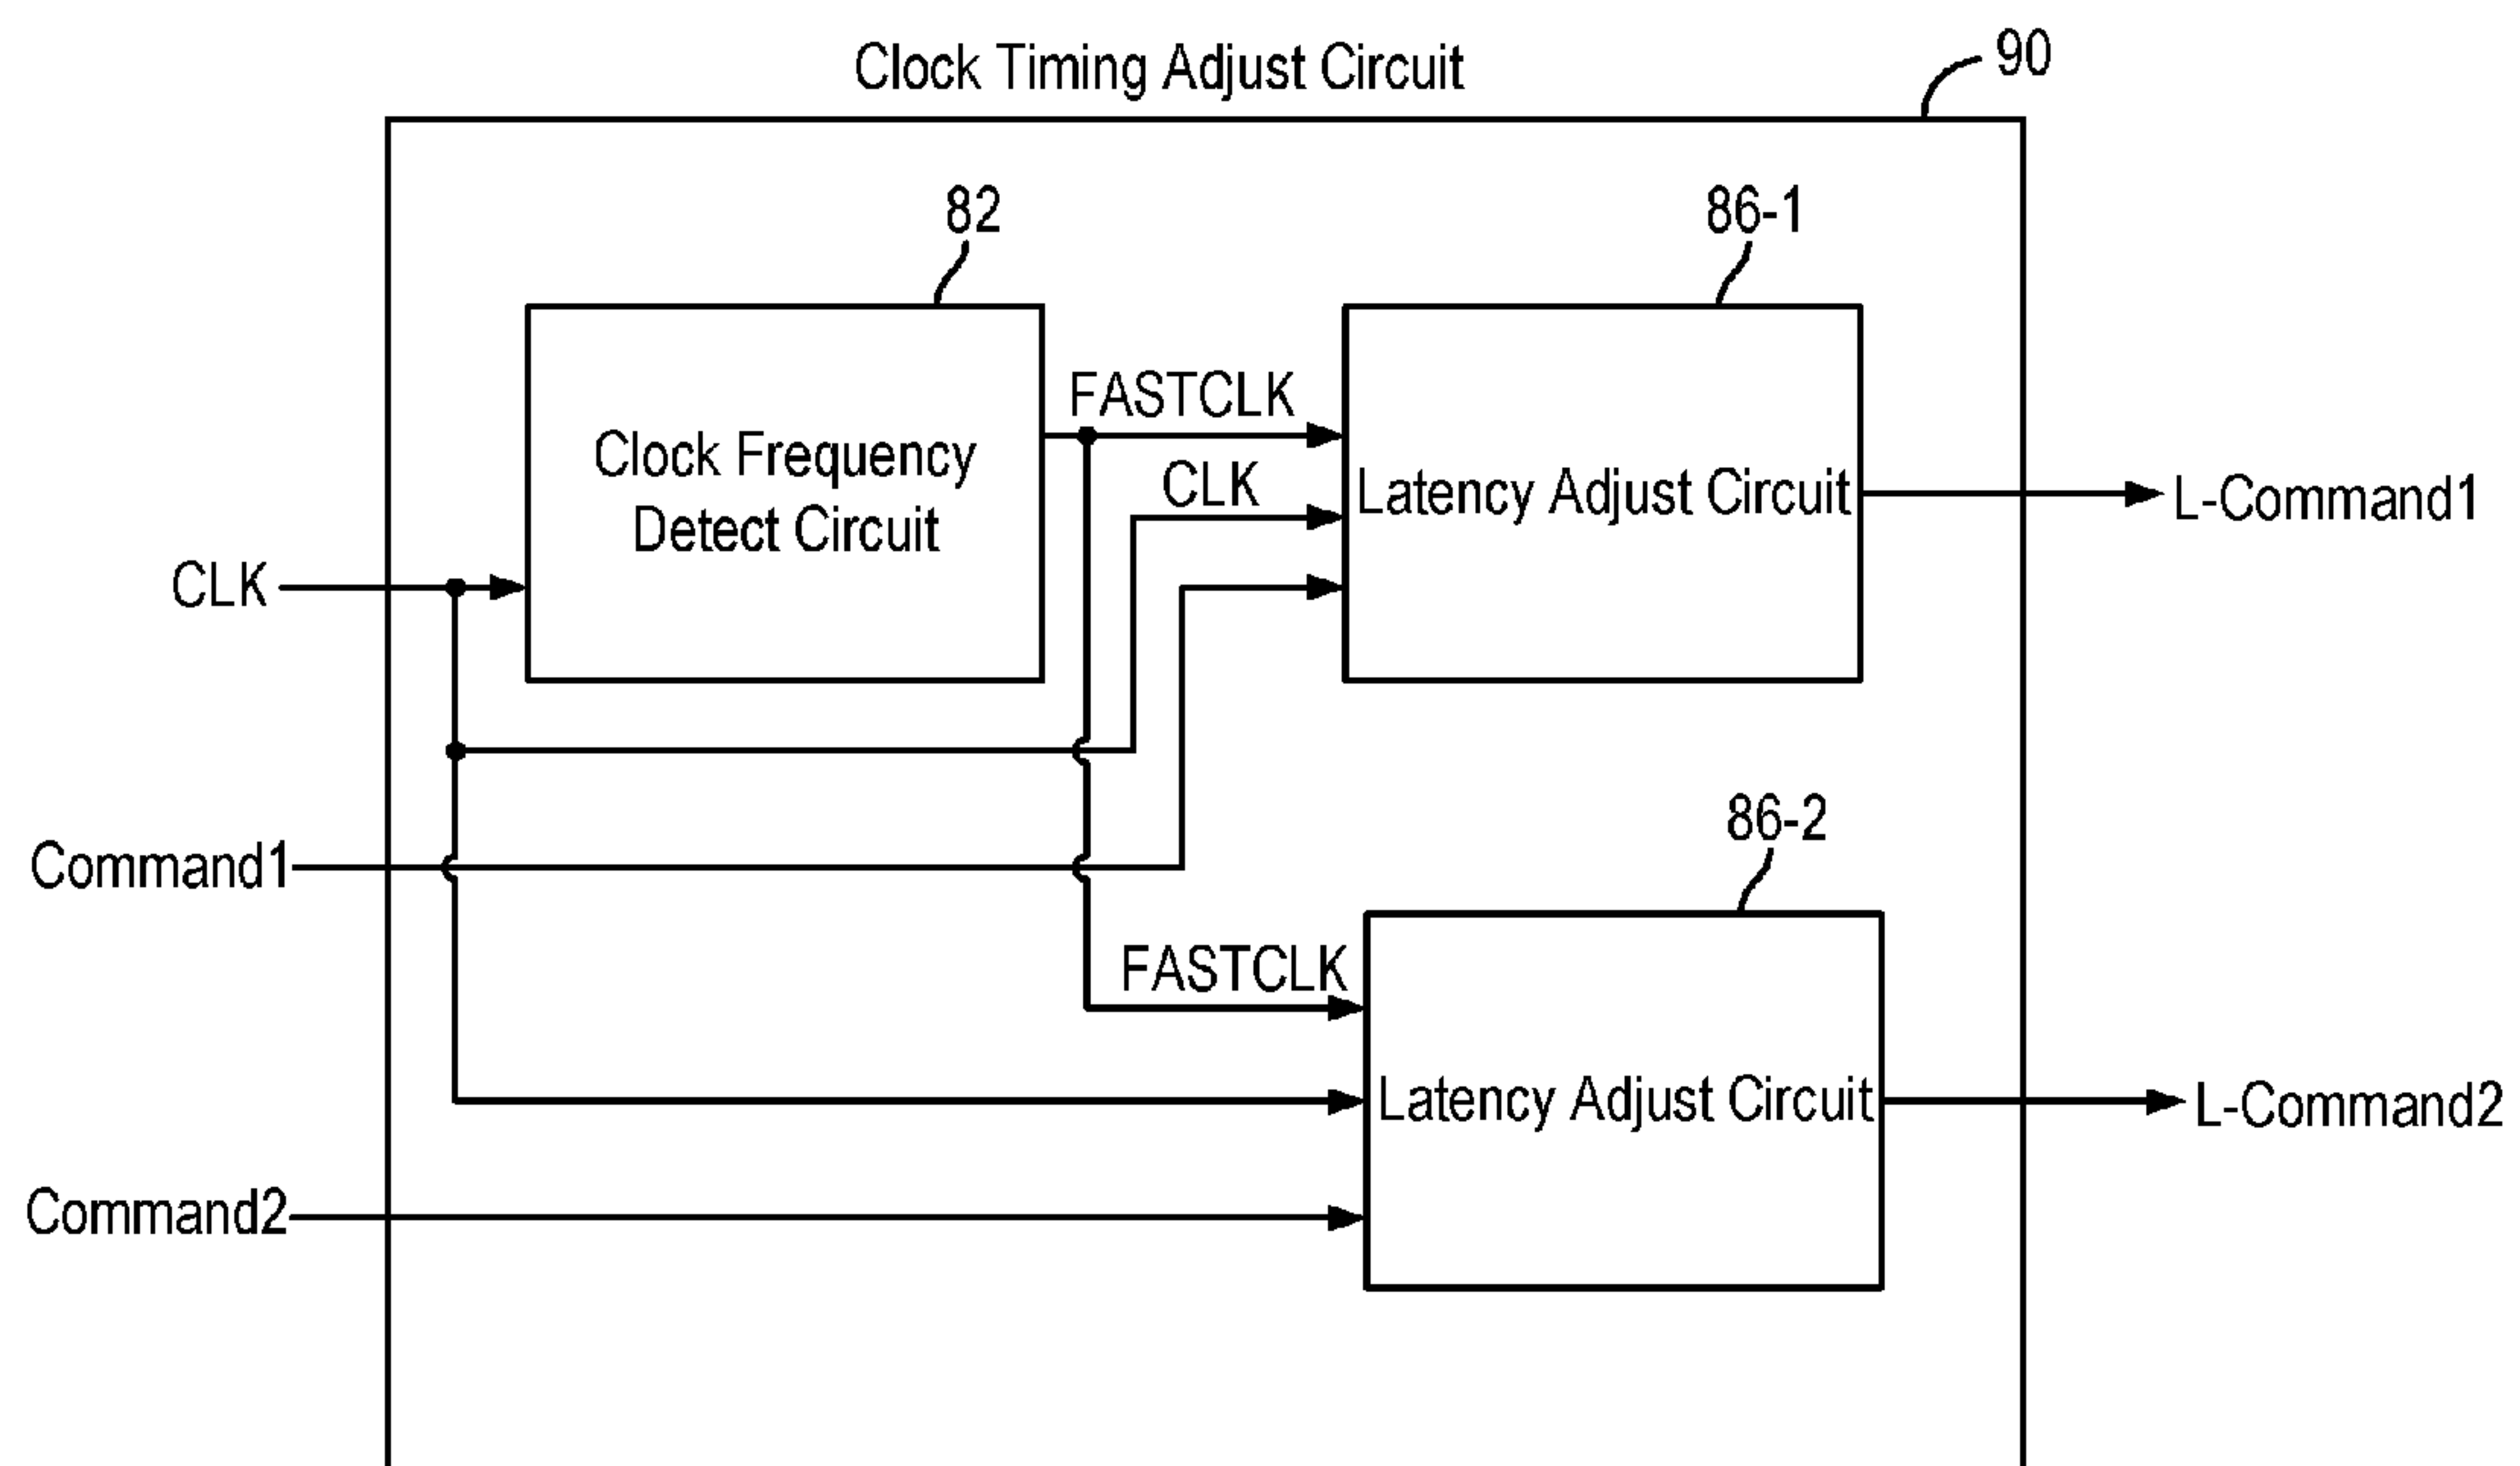 Clock Timing Adjust Circuit
90
82
86-1
FASTCLK
CLK
Clock Frequency
Detect Circuit
Latency Adjust Circuit
L-Command1
CLK
Command1
86-2
FASTCLK
Latency Adjust Circuit
L-Command2
Command2